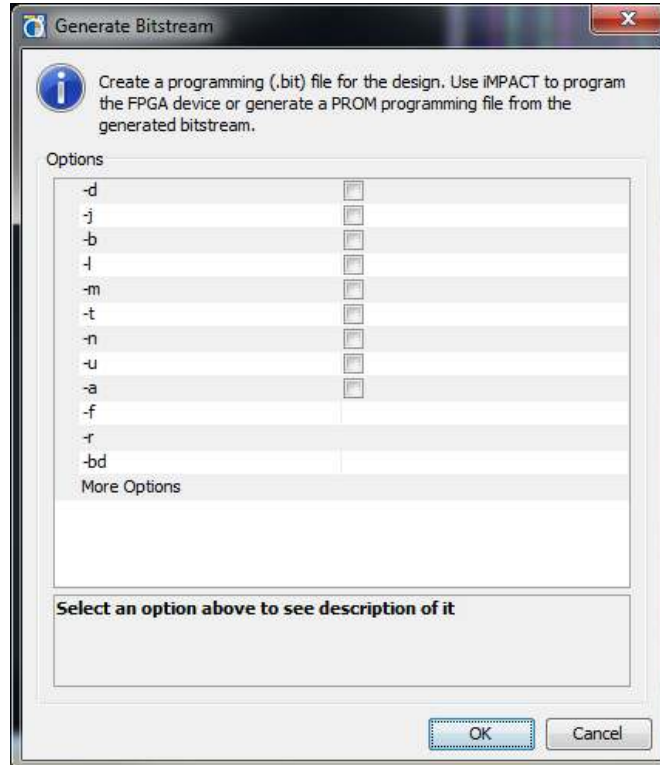 Generate Bitstream
Create a programming (.bit) file for the design. Use iMPACT to program
the FPGA device or generate a PROM programming file from the
generated bitstream.
Options
-d
-j
-b
-l
-m
-t
-n
-u
-a
-f
-r
-bd
More Options
Select an option above to see description of it
OK Cancel